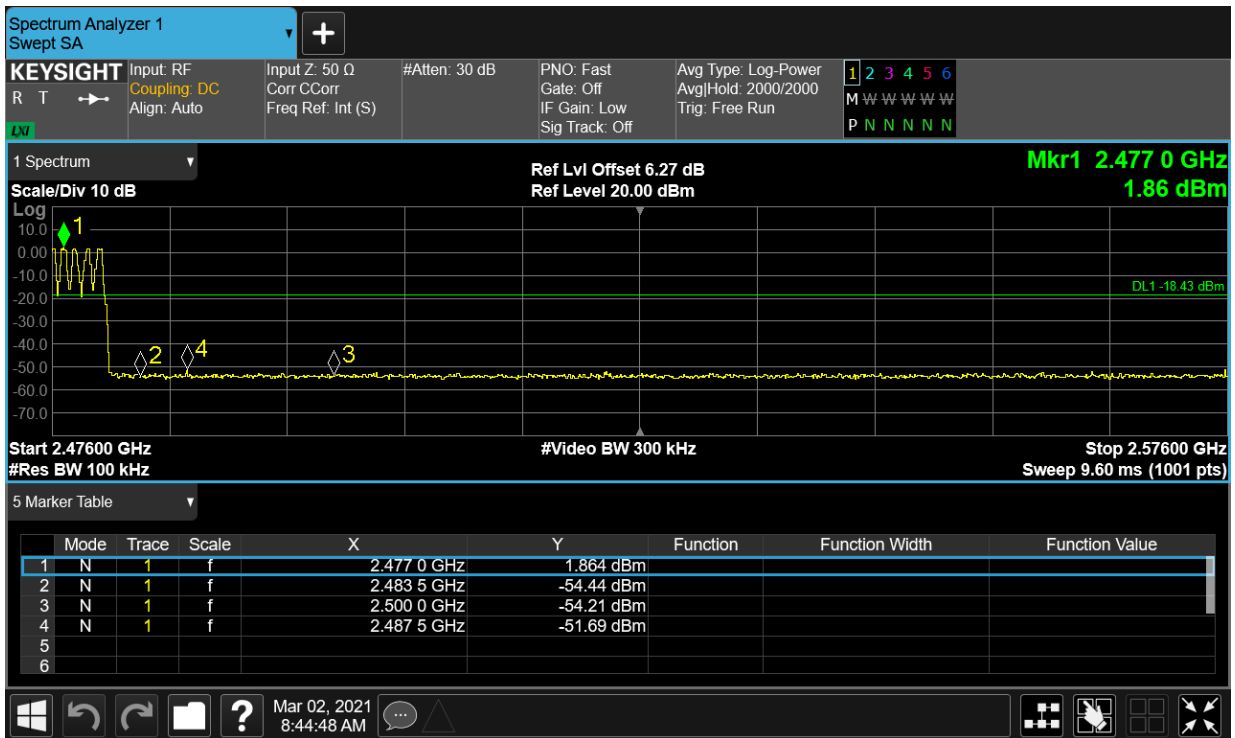 Spectrum Analyzer 1
Swept SA
+
KEYSIGHT
R T
LXI
Input: RF
Coupling: DC
Align: Auto
Input Z: 50 Ω
Corr CCorr
Freq Ref: Int (S)
#Atten: 30 dB
PNO: Fast
Gate: Off
IF Gain: Low
Sig Track: Off
Avg Type: Log-Power
Avg|Hold: 2000/2000
Trig: Free Run
1 2 3 4 5 6
M W W W W W
P N N N N N
1 Spectrum
Scale/Div 10 dB
Ref Lvl Offset 6.27 dB
Ref Level 20.00 dBm
Mkr1 2.477 0 GHz
1.86 dBm
Log
10.0
0.00
-10.0
-20.0
-30.0
-40.0
-50.0
-60.0
-70.0
1
2
4
3
DL1 -18.43 dBm
Start 2.47600 GHz
#Res BW 100 kHz
#Video BW 300 kHz
Stop 2.57600 GHz
Sweep 9.60 ms (1001 pts)
5 Marker Table
Mode Trace Scale X Y Function Function Width Function Value
1 N 1 f 2.477 0 GHz 1.864 dBm
2 N 1 f 2.483 5 GHz -54.44 dBm
3 N 1 f 2.500 0 GHz -54.21 dBm
4 N 1 f 2.487 5 GHz -51.69 dBm
5
6
?
Mar 02, 2021
8:44:48 AM